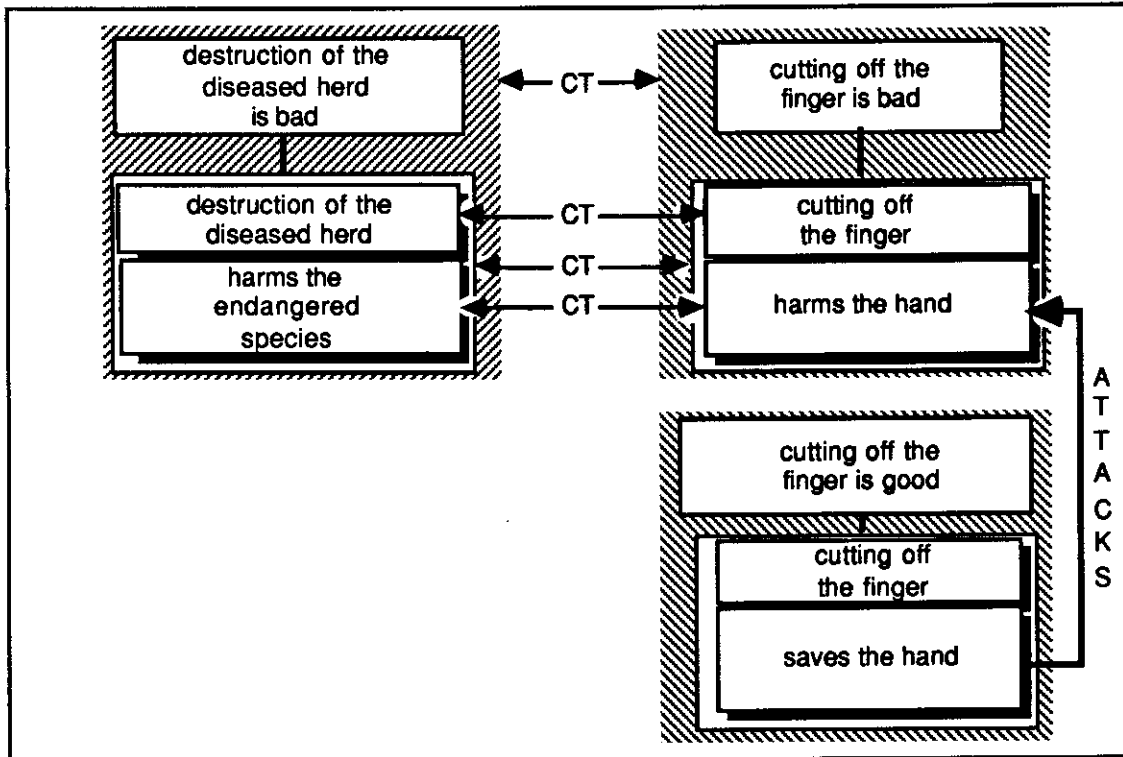 destruction of the
diseased herd
is bad
CT
cutting off the
finger is bad
destruction of the
diseased herd
CT
cutting off
the finger
CT
harms the
endangered
species
CT
harms the hand
ATTACKS
cutting off the
finger is good
cutting off
the finger
saves the hand